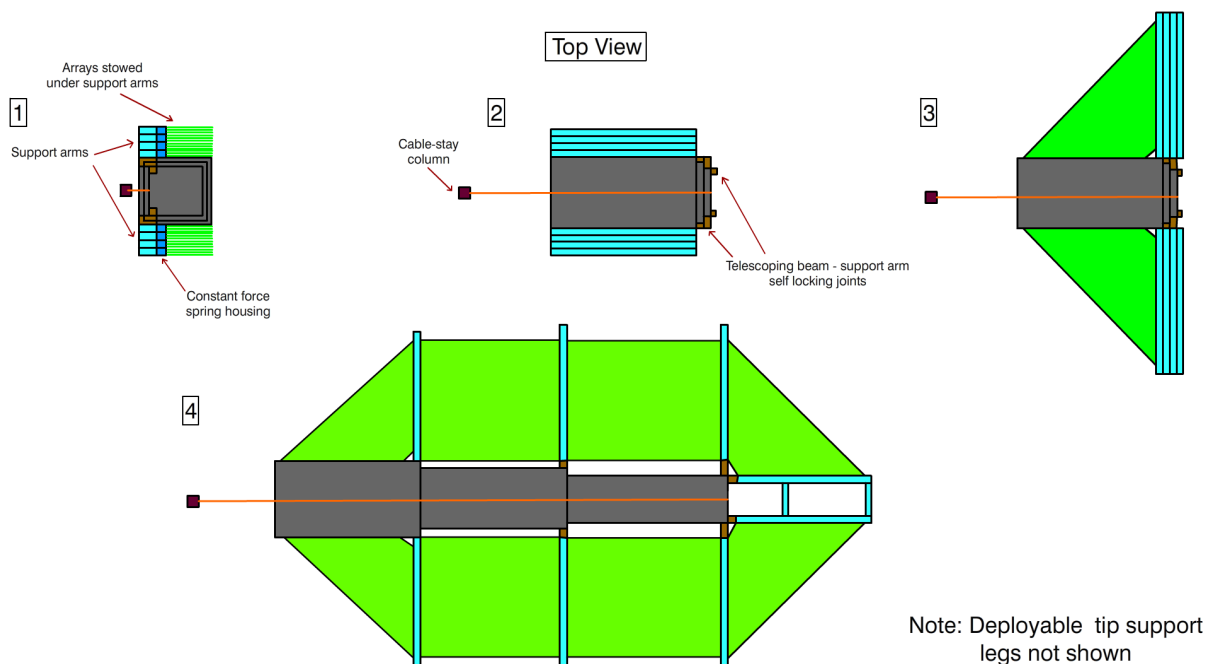 Top View
1
Arrays stowed
under support arms
Support arms
Constant force
spring housing
2
Cable-stay
column
Telescoping beam - support arm
self locking joints
3
4
Note: Deployable tip support
legs not shown